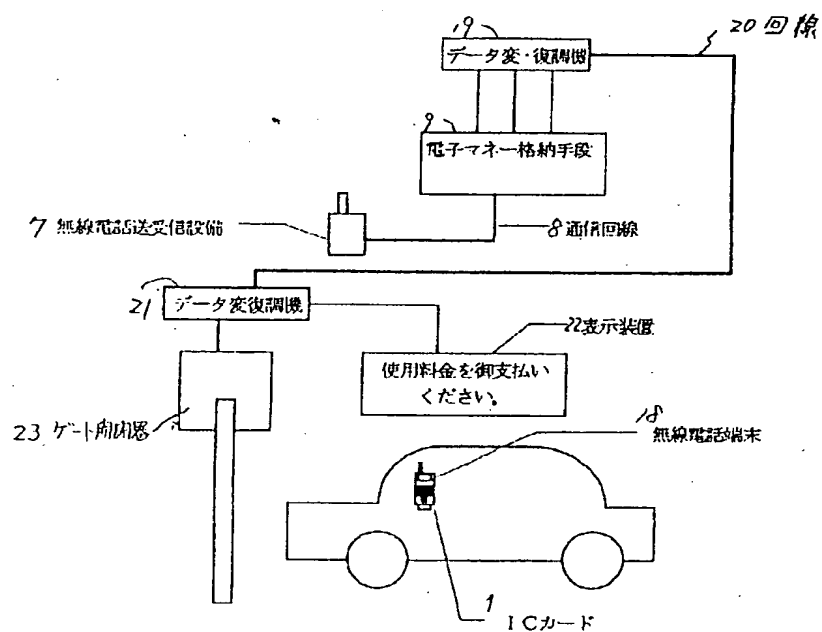 19
20 回線
データ変・復調機
9
電子マネー格納手段
7 無線電話送受信設備
8 通信回線
21 データ変復調機
22 表示装置
使用料金を御支払い
ください。
23 ゲート開閉器
18
無線電話端末
1
ICカード